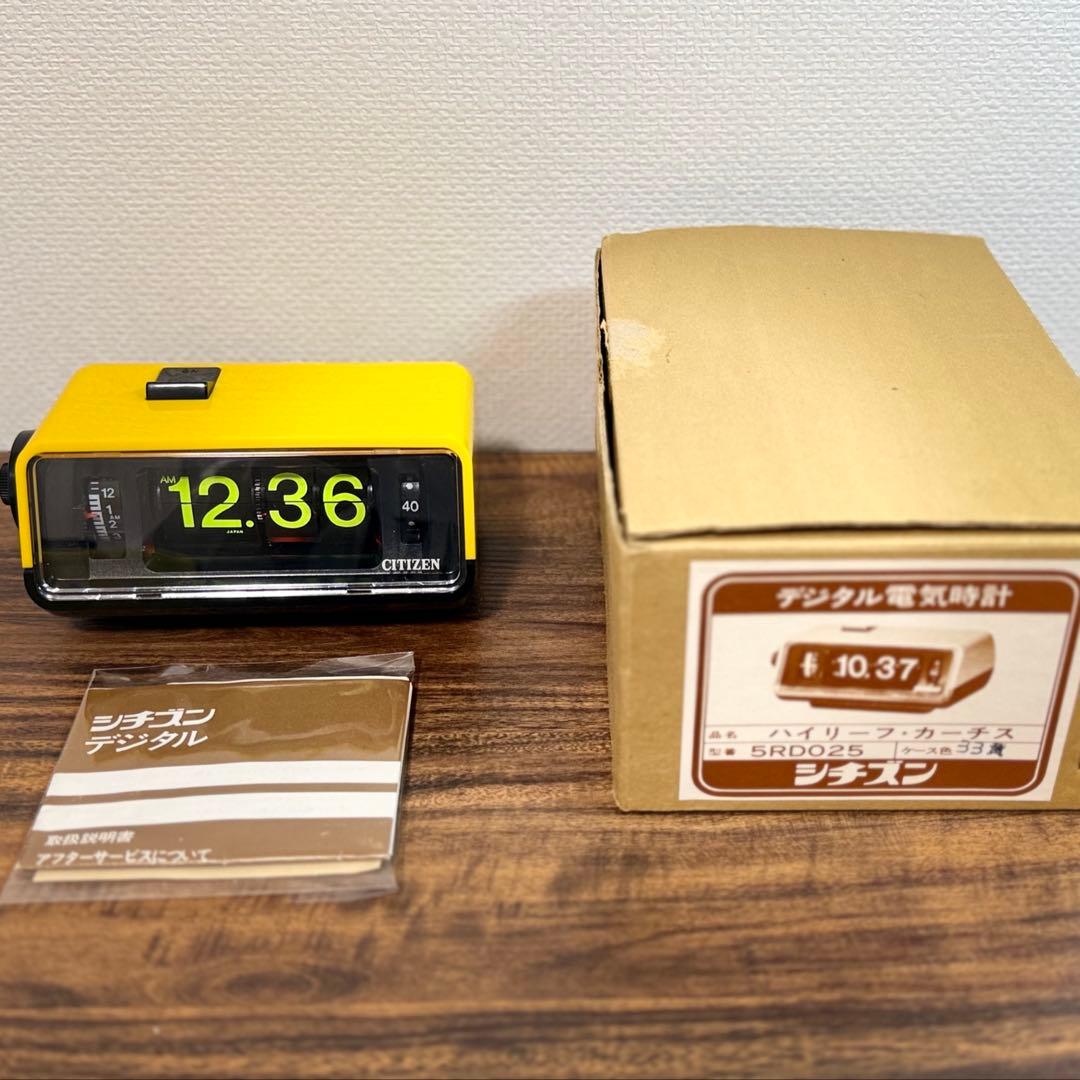 AM
12.36
JAPAN
12
1
AM
2
3
40
CITIZEN
シチズン
デジタル
取扱説明書
アフターサービスについて
デジタル電気時計
10.37
品名 ハイリーフ・カーチス
型番 5RD025 ケース色 33黄
シチズン